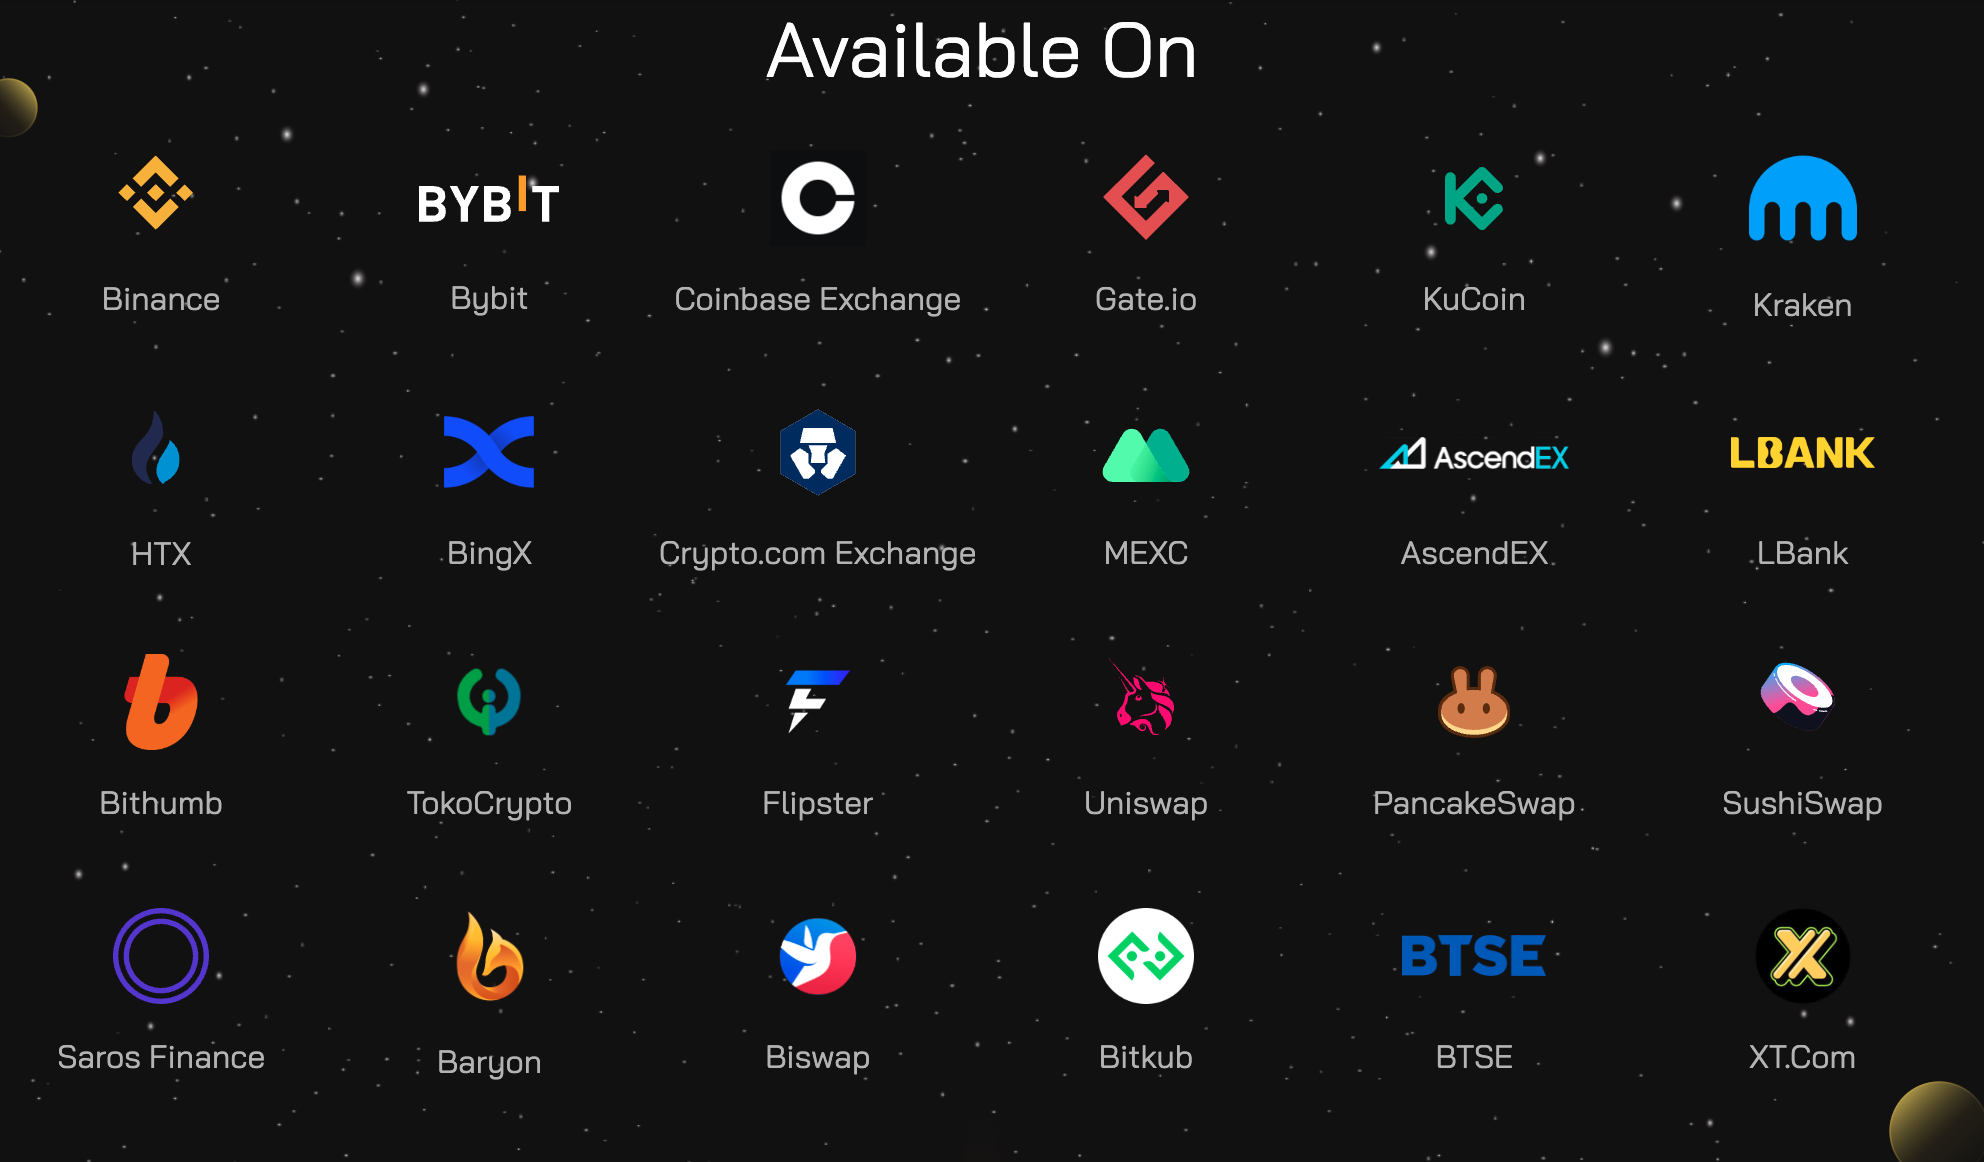 Available On
BYBIT
Binance
Bybit
Coinbase Exchange
Gate.io
KuCoin
Kraken
AscendEX
LBANK
HTX
BingX
Crypto.com Exchange
MEXC
AscendEX
LBank
Bithumb
TokoCrypto
Flipster
Uniswap
PancakeSwap
SushiSwap
BTSE
Saros Finance
Baryon
Biswap
Bitkub
BTSE
XT.Com